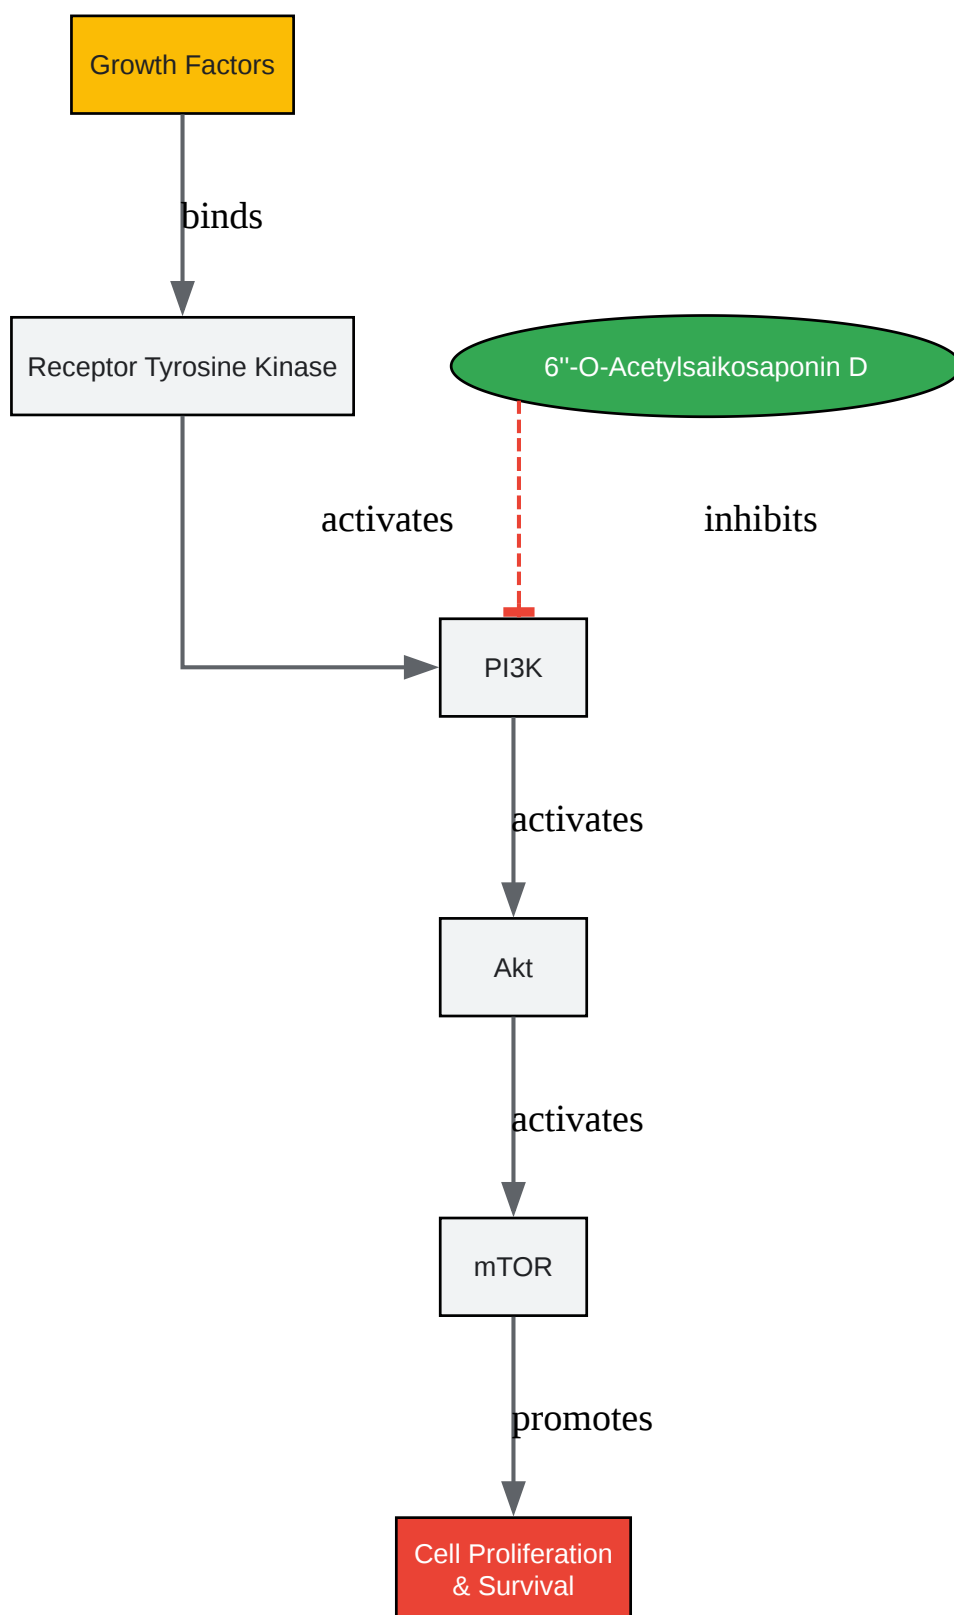 Growth Factors
binds
Receptor Tyrosine Kinase
6''-O-Acetylsaikosaponin D
activates
inhibits
PI3K
activates
Akt
activates
mTOR
promotes
Cell Proliferation
& Survival